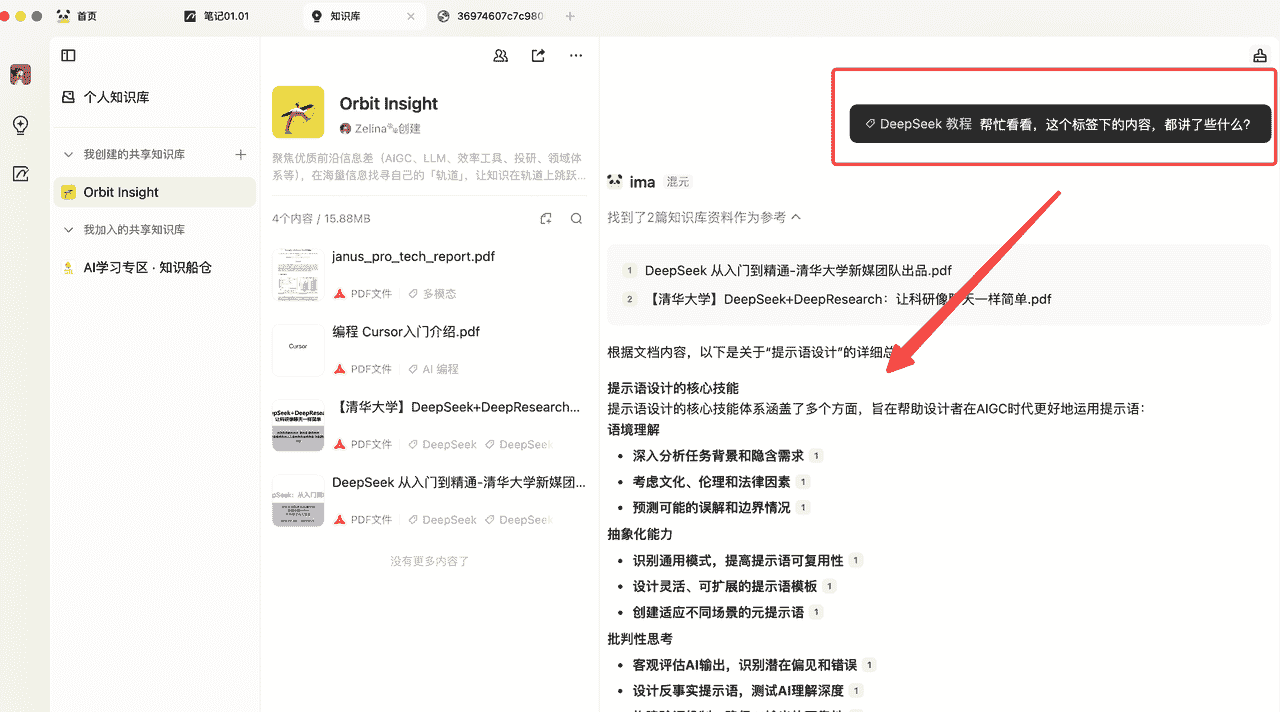 首页
笔记01.01
知识库
36974607c7c980
个人知识库
我创建的共享知识库
Orbit Insight
我加入的共享知识库
AI学习专区 · 知识船仓
Orbit Insight
Zelina
创建
聚焦优质前沿信息差（AIGC、LLM、效率工具、投研、领域体
系等），在海量信息找寻自己的「轨道」，让知识在轨道上跳跃...
4个内容 / 15.88MB
janus_pro_tech_report.pdf
PDF文件
多模态
Cursor
编程 Cursor入门介绍.pdf
PDF文件
AI 编程
【清华大学】DeepSeek+DeepResearch...
PDF文件
DeepSeek
DeepSeek
DeepSeek 从入门到精通-清华大学新媒团...
PDF文件
DeepSeek
DeepSeek
没有更多内容了
DeepSeek 教程 帮忙看看，这个标签下的内容，都讲了些什么？
ima 混元
找到了2篇知识库资料作为参考
1 DeepSeek 从入门到精通-清华大学新媒团队出品.pdf
2 【清华大学】DeepSeek+DeepResearch：让科研像聊天一样简单.pdf
根据文档内容，以下是关于“提示语设计”的详细总
提示语设计的核心技能
提示语设计的核心技能体系涵盖了多个方面，旨在帮助设计者在AIGC时代更好地运用提示语：
语境理解
• 深入分析任务背景和隐含需求 1
• 考虑文化、伦理和法律因素 1
• 预测可能的误解和边界情况 1
抽象化能力
• 识别通用模式，提高提示语可复用性 1
• 设计灵活、可扩展的提示语模板 1
• 创建适应不同场景的元提示语 1
批判性思考
• 客观评估AI输出，识别潜在偏见和错误 1
• 设计反事实提示语，测试AI理解深度 1